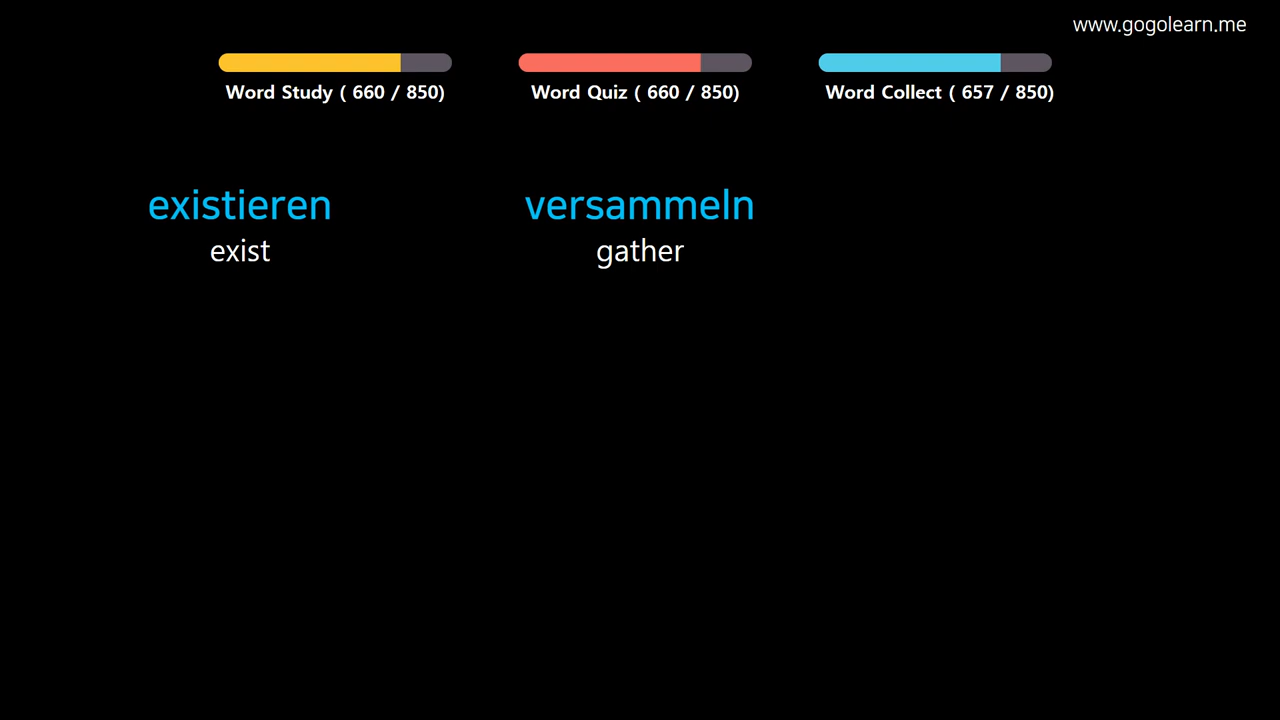 www.gogolearn.me
Word Study ( 660 / 850)
Word Quiz ( 660 / 850)
Word Collect ( 657 / 850)
existieren
exist
versammeln
gather